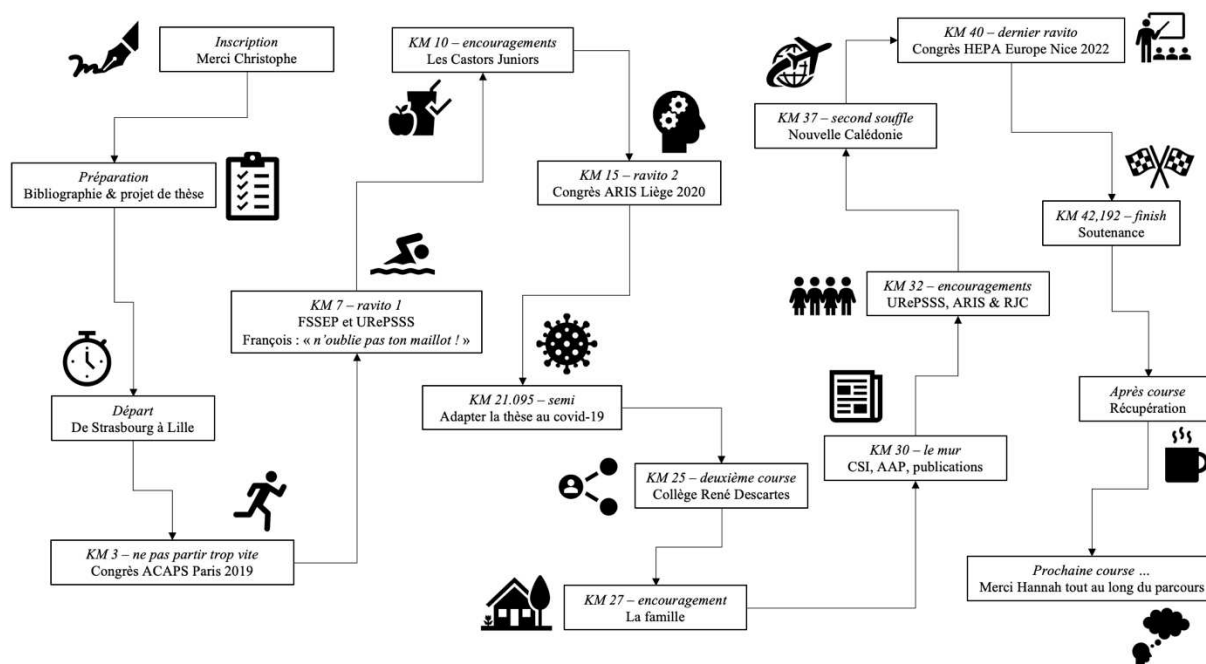 Inscription
Merci Christophe
Préparation
Bibliographie & projet de thèse
Départ
De Strasbourg à Lille
KM 3 – ne pas partir trop vite
Congrès ACAPS Paris 2019
KM 7 – ravito 1
FSSEP et URePSSS
François : « n’oublie pas ton maillot ! »
KM 10 – encouragements
Les Castors Juniors
KM 15 – ravito 2
Congrès ARIS Liège 2020
KM 21.095 – semi
Adapter la thèse au covid-19
KM 25 – deuxième course
Collège René Descartes
KM 27 – encouragement
La famille
KM 30 – le mur
CSI, AAP, publications
KM 32 – encouragements
URePSSS, ARIS & RJC
KM 37 – second souffle
Nouvelle Calédonie
KM 40 – dernier ravito
Congrès HEPA Europe Nice 2022
KM 42,192 – finish
Soutenance
Après course
Récupération
Prochaine course ...
Merci Hannah tout au long du parcours